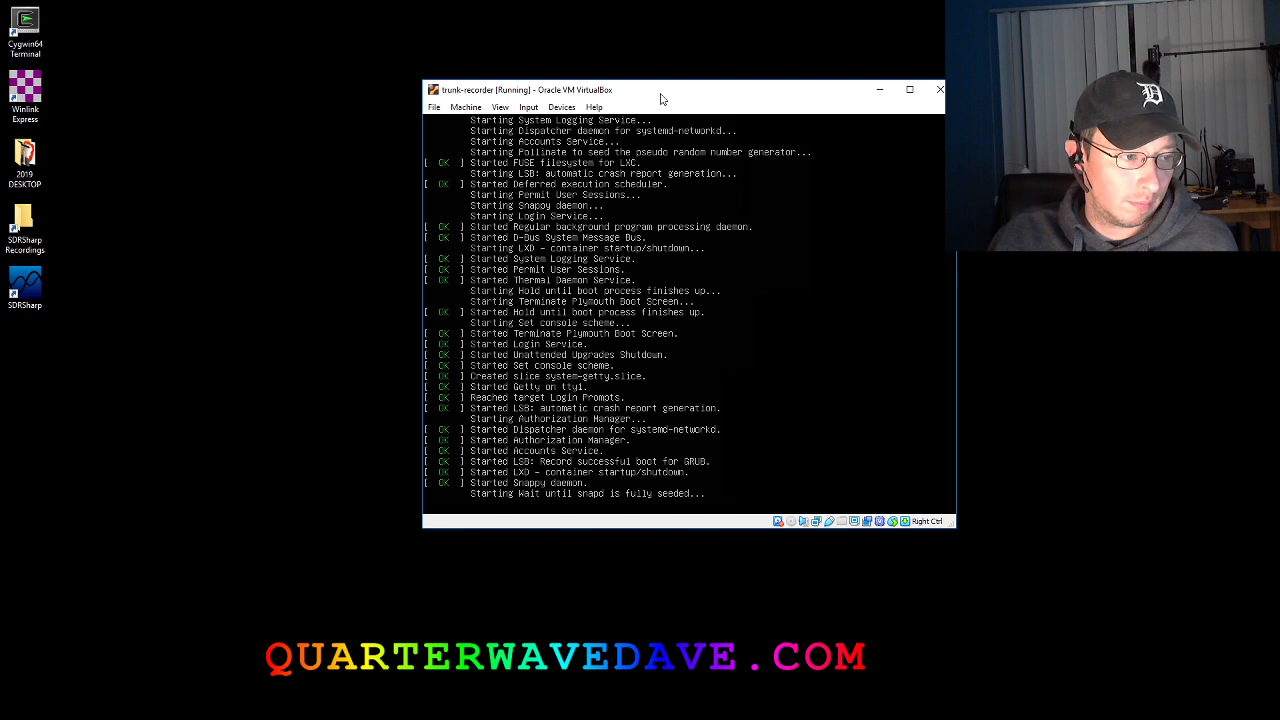 Cygwin64
Terminal
Winlink
Express
2019
DESKTOP
SDRSharp
Recordings
SDRSharp
trunk-recorder [Running] - Oracle VM VirtualBox
File Machine View Input Devices Help
Starting System Logging Service...
Starting Dispatcher daemon for systemd-networkd...
Starting Accounts Service...
Starting Pollinate to seed the pseudo random number generator...
[ OK ] Started FUSE filesystem for LXC.
Starting LSB: automatic crash report generation...
[ OK ] Started Deferred execution scheduler.
Starting Permit User Sessions...
Starting Snappy daemon...
Starting Login Service...
[ OK ] Started Regular background program processing daemon.
[ OK ] Started D-Bus System Message Bus.
Starting LXD - container startup/shutdown...
[ OK ] Started System Logging Service.
[ OK ] Started Permit User Sessions.
[ OK ] Started Thermal Daemon Service.
Starting Hold until boot process finishes up...
Starting Terminate Plymouth Boot Screen...
[ OK ] Started Hold until boot process finishes up.
Starting Set console scheme...
[ OK ] Started Terminate Plymouth Boot Screen.
[ OK ] Started Login Service.
[ OK ] Started Unattended Upgrades Shutdown.
[ OK ] Started Set console scheme.
[ OK ] Created slice system-getty.slice.
[ OK ] Started Getty on tty1.
[ OK ] Reached target Login Prompts.
[ OK ] Started LSB: automatic crash report generation.
Starting Authorization Manager...
[ OK ] Started Dispatcher daemon for systemd-networkd.
[ OK ] Started Authorization Manager.
[ OK ] Started Accounts Service.
[ OK ] Started LSB: Record successful boot for GRUB.
[ OK ] Started LXD - container startup/shutdown.
[ OK ] Started Snappy daemon.
Starting Wait until snapd is fully seeded...
Right Ctrl
D
QUARTERWAVEDAVE.COM